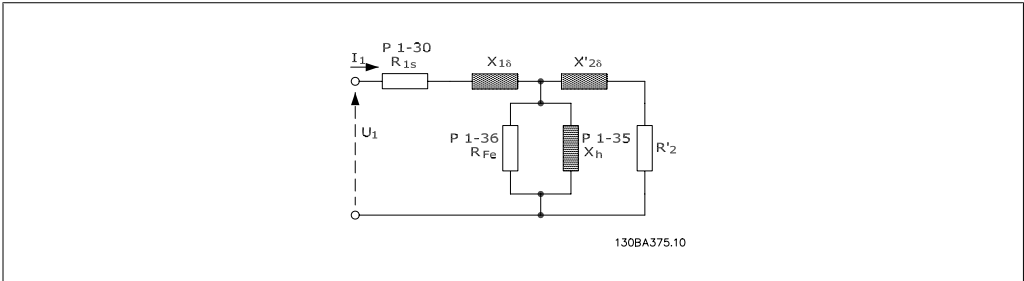 P 1-30
I1
R1s
X1δ
X'2δ
U1
P 1-36
RFe
P 1-35
Xh
R'2
130BA375.10